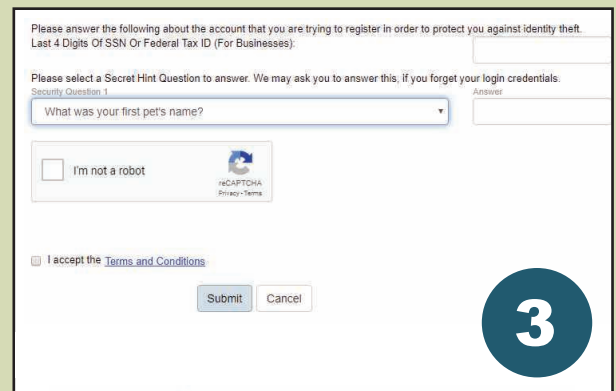 Please answer the following about the account that you are trying to register in order to protect you against identity theft.
Last 4 Digits Of SSN Or Federal Tax ID (For Businesses):
Please select a Secret Hint Question to answer. We may ask you to answer this, if you forget your login credentials.
Security Question 1 Answer
What was your first pet's name?
I'm not a robot
reCAPTCHA
Privacy - Terms
I accept the Terms and Conditions
Submit Cancel
3